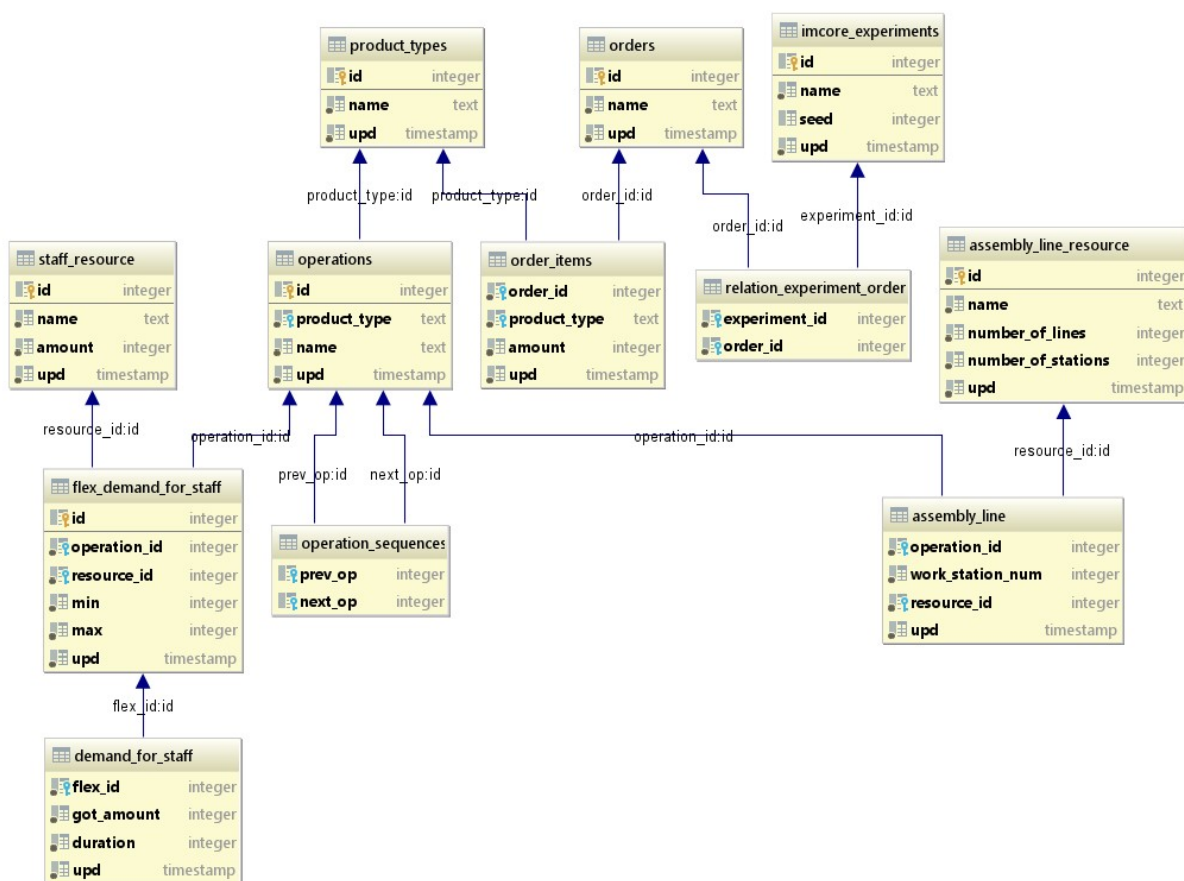 product_types
id integer
name text
upd timestamp
orders
id integer
name text
upd timestamp
imcore_experiments
id integer
name text
seed integer
upd timestamp
product_type:id
product_type:id
order_id:id
order_id:id
experiment_id:id
staff_resource
id integer
name text
amount integer
upd timestamp
operations
id integer
product_type text
name text
upd timestamp
order_items
order_id integer
product_type text
amount integer
upd timestamp
relation_experiment_order
experiment_id integer
order_id integer
assembly_line_resource
id integer
name text
number_of_lines integer
number_of_stations integer
upd timestamp
resource_id:id
operation_id:id
prev_op:id
next_op:id
operation_id:id
resource_id:id
flex_demand_for_staff
id integer
operation_id integer
resource_id integer
min integer
max integer
upd timestamp
operation_sequences
prev_op integer
next_op integer
assembly_line
operation_id integer
work_station_num integer
resource_id integer
upd timestamp
flex_id:id
demand_for_staff
flex_id integer
got_amount integer
duration integer
upd timestamp